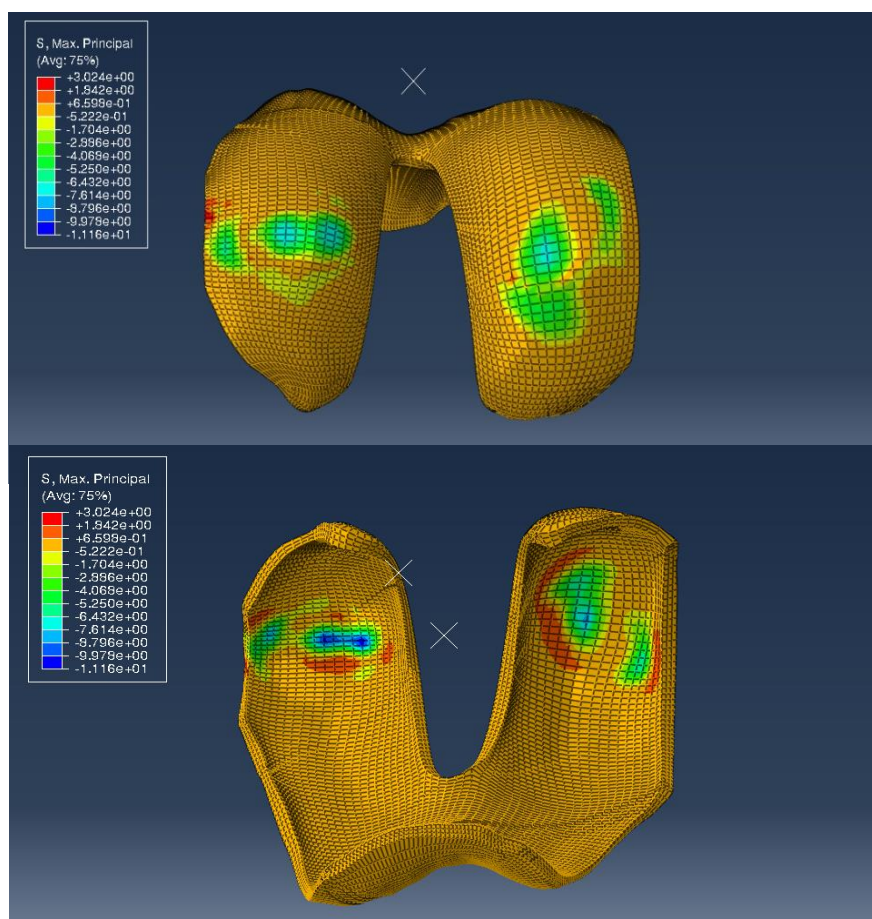 S, Max. Principal
(Avg: 75%)
+3.024e+00
+1.842e+00
+6.598e-01
-5.222e-01
-1.704e+00
-2.886e+00
-4.068e+00
-5.250e+00
-6.432e+00
-7.614e+00
-8.796e+00
-9.978e+00
-1.116e+01
S, Max. Principal
(Avg: 75%)
+3.024e+00
+1.842e+00
+6.598e-01
-5.222e-01
-1.704e+00
-2.886e+00
-4.068e+00
-5.250e+00
-6.432e+00
-7.614e+00
-8.796e+00
-9.978e+00
-1.116e+01